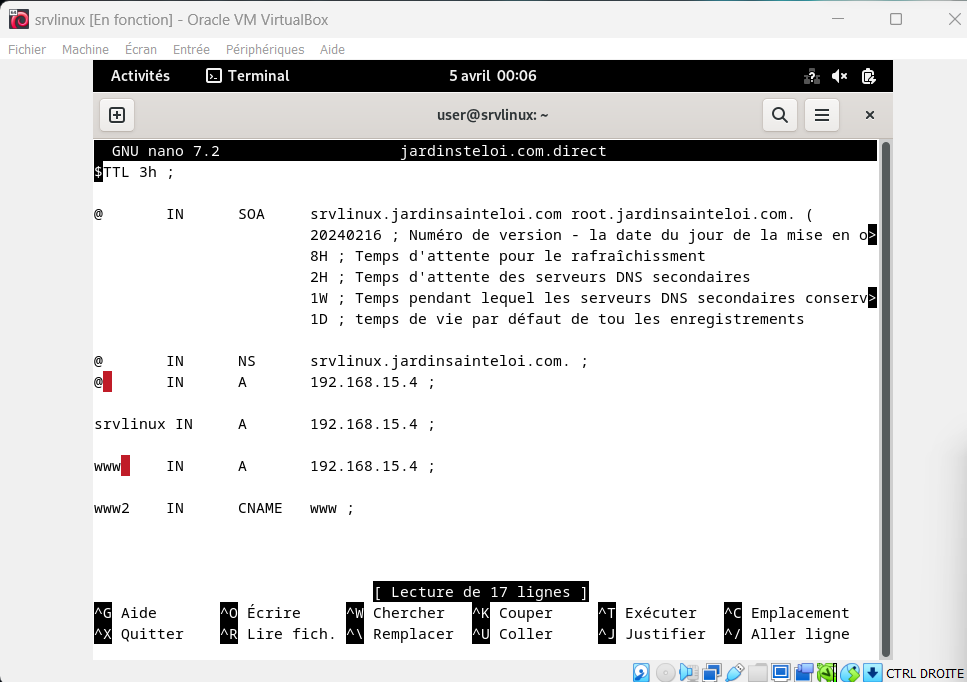 srvlinux [En fonction] - Oracle VM VirtualBox
Fichier Machine Écran Entrée Périphériques Aide
Activités Terminal 5 avril 00:06
user@srvlinux: ~
GNU nano 7.2 jardinsteloi.com.direct
$TTL 3h ;
@ IN SOA srvlinux.jardinsainteloi.com root.jardinsainteloi.com. (
20240216 ; Numéro de version - la date du jour de la mise en o>
8H ; Temps d'attente pour le rafraîchissment
2H ; Temps d'attente des serveurs DNS secondaires
1W ; Temps pendant lequel les serveurs DNS secondaires conserv>
1D ; temps de vie par défaut de tou les enregistrements
@ IN NS srvlinux.jardinsainteloi.com. ;
@ IN A 192.168.15.4 ;
srvlinux IN A 192.168.15.4 ;
www IN A 192.168.15.4 ;
www2 IN CNAME www ;
[ Lecture de 17 lignes ]
^G Aide ^O Écrire ^W Chercher ^K Couper ^T Exécuter ^C Emplacement
^X Quitter ^R Lire fich. ^\ Remplacer ^U Coller ^J Justifier ^/ Aller ligne
CTRL DROITE